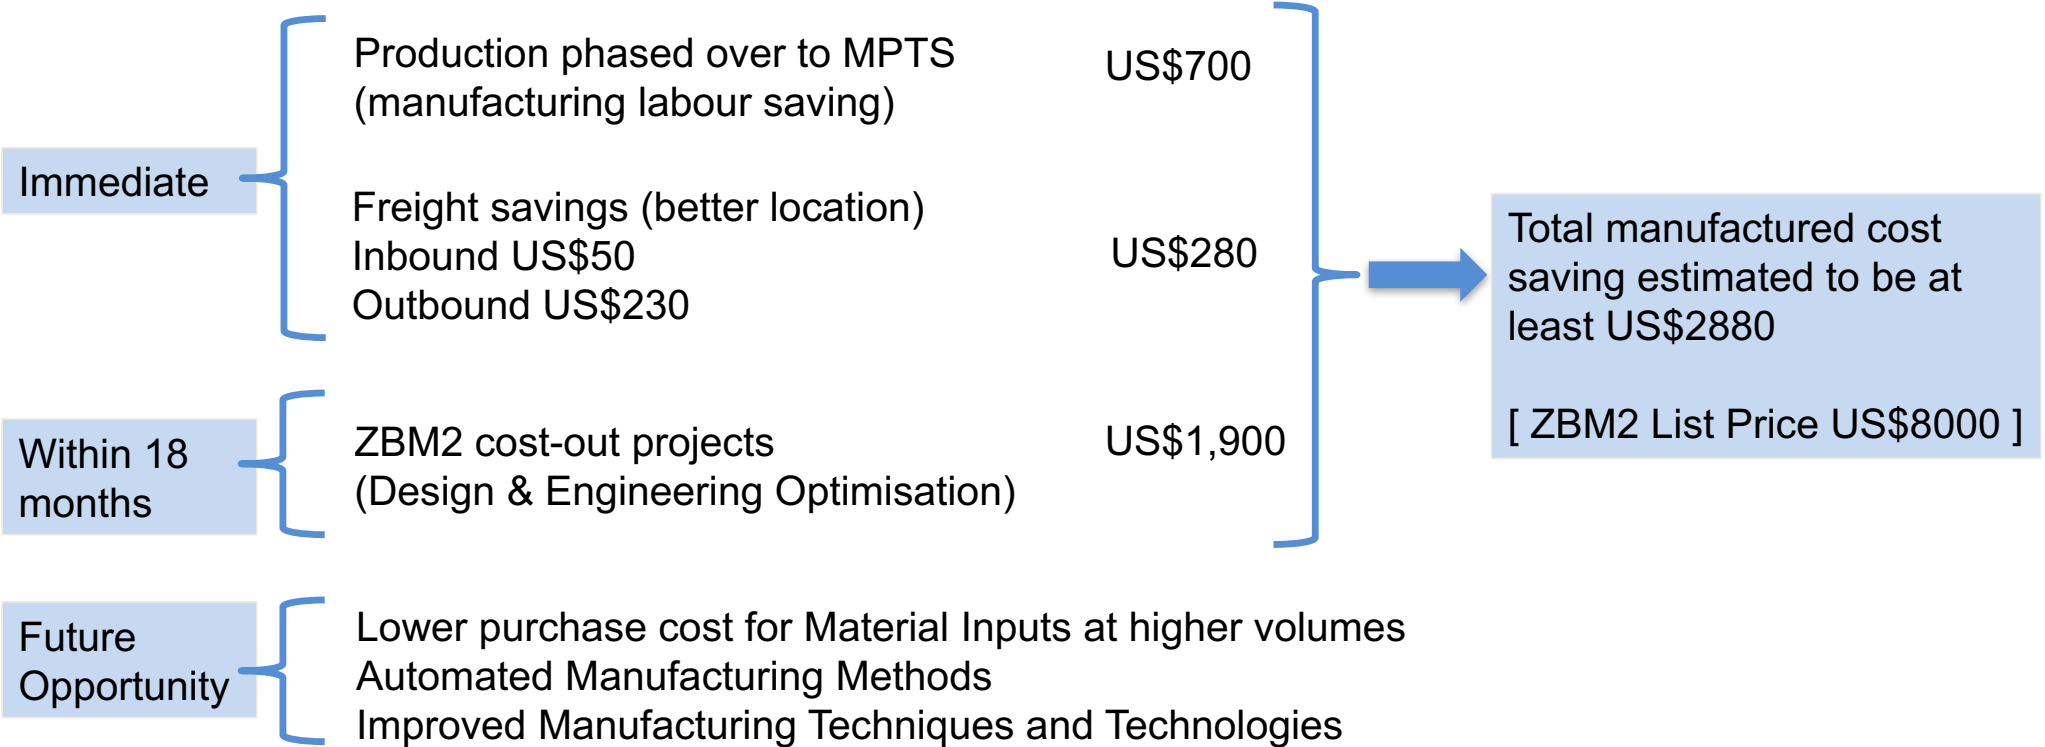 Immediate
Production phased over to MPTS
(manufacturing labour saving)
US$700
Freight savings (better location)
Inbound US$50
Outbound US$230
US$280
Within 18
months
ZBM2 cost-out projects
(Design & Engineering Optimisation)
US$1,900
Total manufactured cost
saving estimated to be at
least US$2880
[ ZBM2 List Price US$8000 ]
Future
Opportunity
Lower purchase cost for Material Inputs at higher volumes
Automated Manufacturing Methods
Improved Manufacturing Techniques and Technologies